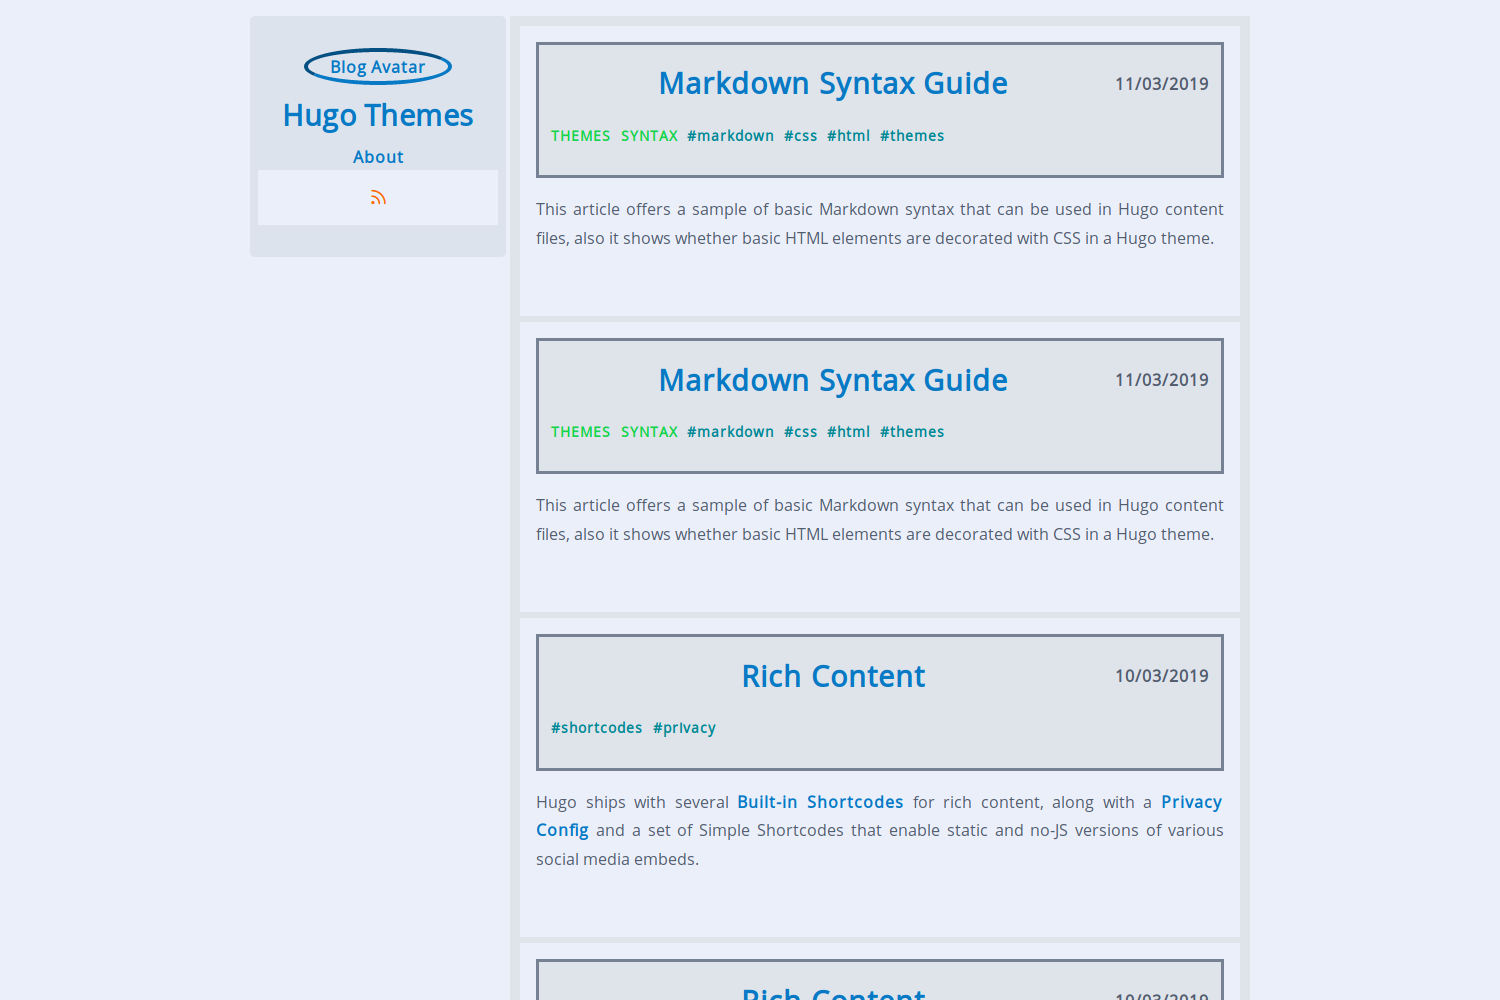 Blog Avatar
Hugo Themes
About
Markdown Syntax Guide
11/03/2019
THEMES SYNTAX #markdown #css #html #themes
This article offers a sample of basic Markdown syntax that can be used in Hugo content
files, also it shows whether basic HTML elements are decorated with CSS in a Hugo theme.
Markdown Syntax Guide
11/03/2019
THEMES SYNTAX #markdown #css #html #themes
This article offers a sample of basic Markdown syntax that can be used in Hugo content
files, also it shows whether basic HTML elements are decorated with CSS in a Hugo theme.
Rich Content
10/03/2019
#shortcodes #privacy
Hugo ships with several Built-in Shortcodes for rich content, along with a Privacy
Config and a set of Simple Shortcodes that enable static and no-JS versions of various
social media embeds.
Rich Content
10/03/2019